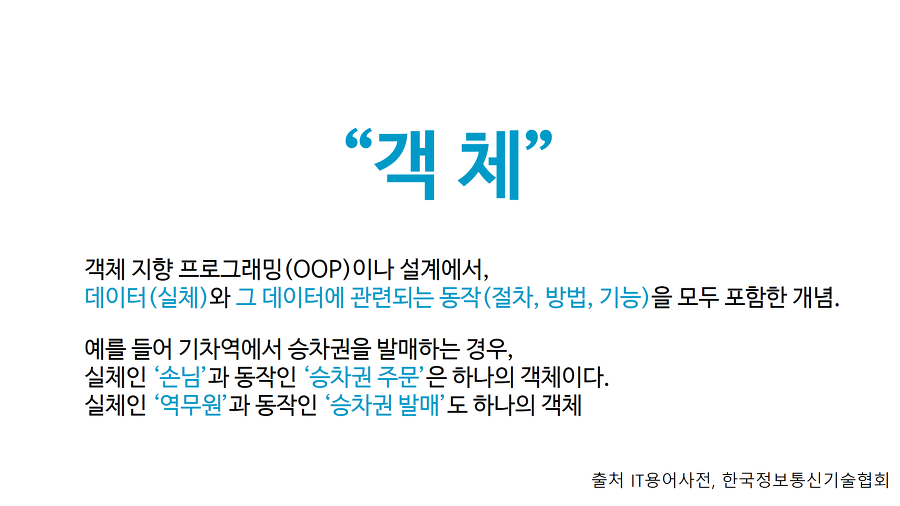 “객 체”
객체 지향 프로그래밍(OOP)이나 설계에서,
데이터(실체)와 그 데이터에 관련되는 동작(절차, 방법, 기능)을 모두 포함한 개념.
예를 들어 기차역에서 승차권을 발매하는 경우,
실체인 ‘손님’과 동작인 ‘승차권 주문’은 하나의 객체이다.
실체인 ‘역무원’과 동작인 ‘승차권 발매’도 하나의 객체
출처 IT용어사전, 한국정보통신기술협회